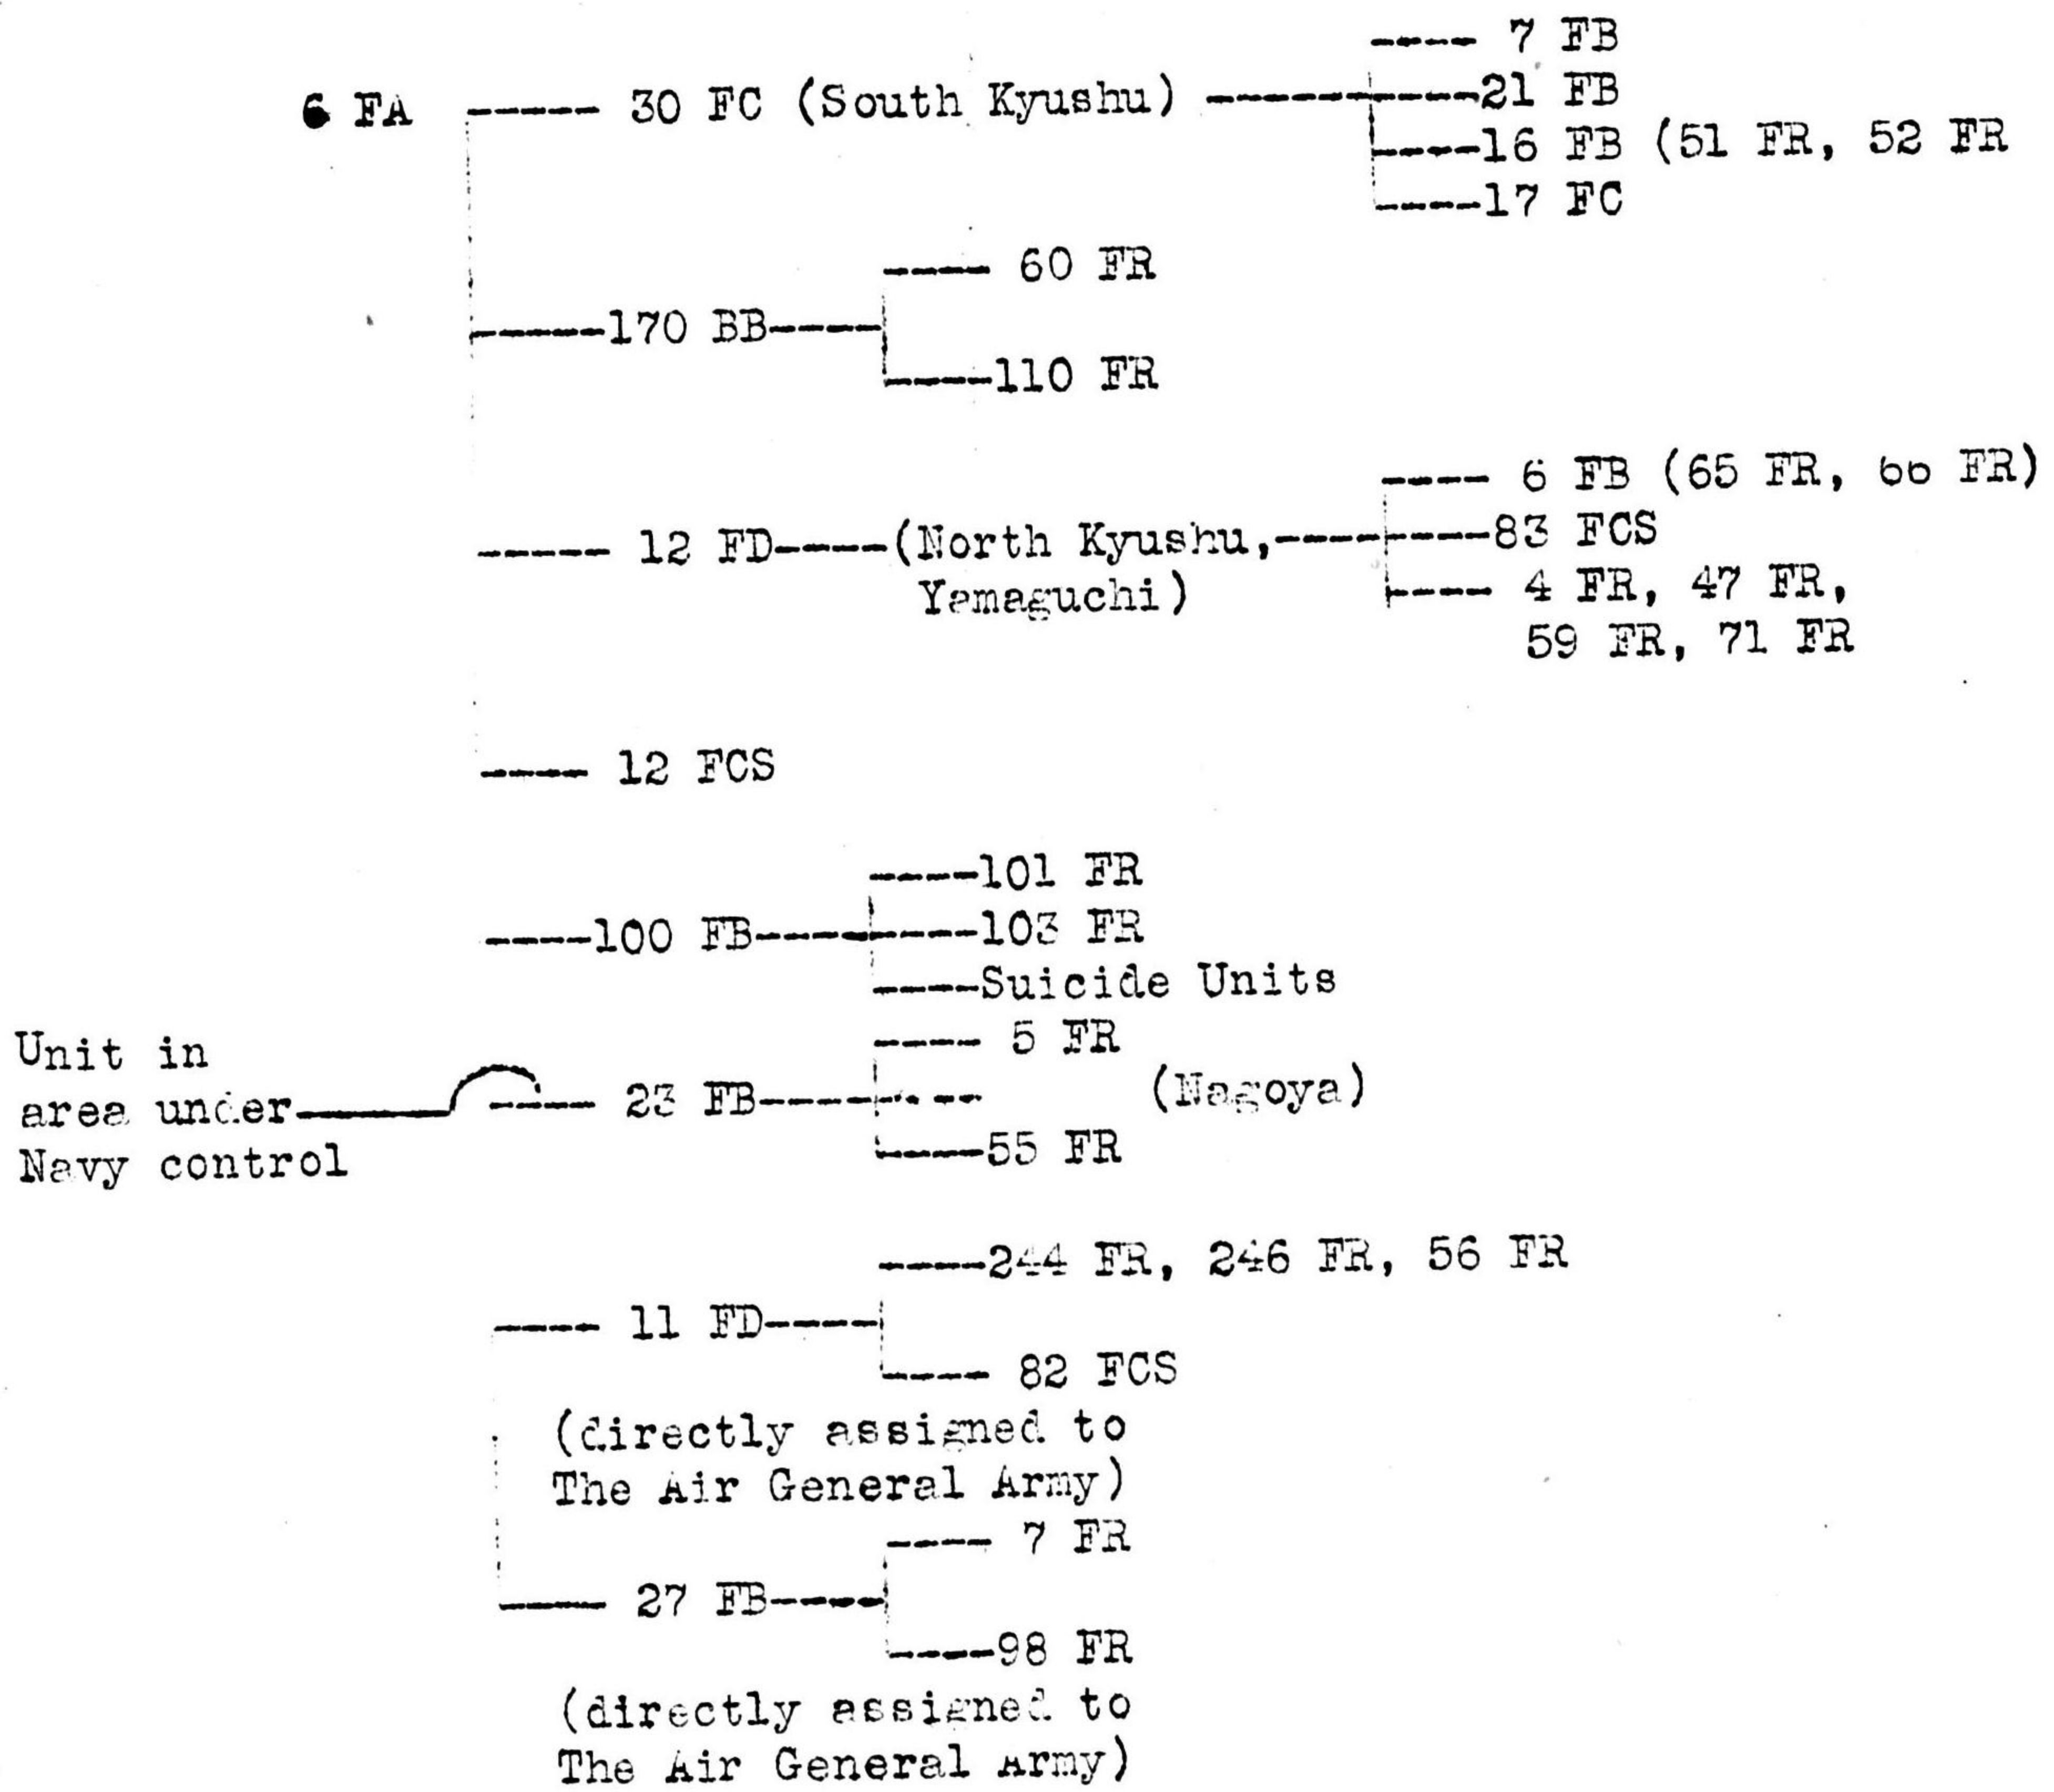 7 FB
6 FA ----- 30 FC (South Kyushu) ----------21 FB
----16 FB (51 FR, 52 FR
----17 FC
---- 60 FR
-----170 BB----
----110 FR
---- 6 FB (65 FR, 66 FR)
----- 12 FD----(North Kyushu,--------83 FCS
Yamaguchi) ---- 4 FR, 47 FR,
59 FR, 71 FR
---- 12 FCS
----101 FR
----100 FB--------103 FR
----Suicide Units
Unit in ---- 5 FR
area under---- ---- 23 FB-------- (Nagoya)
Navy control ----55 FR
----244 FR, 246 FR, 56 FR
---- 11 FD----
---- 82 FCS
(directly assigned to
The Air General Army)
---- 7 FR
---- 27 FB----
----98 FR
(directly assigned to
The Air General Army)